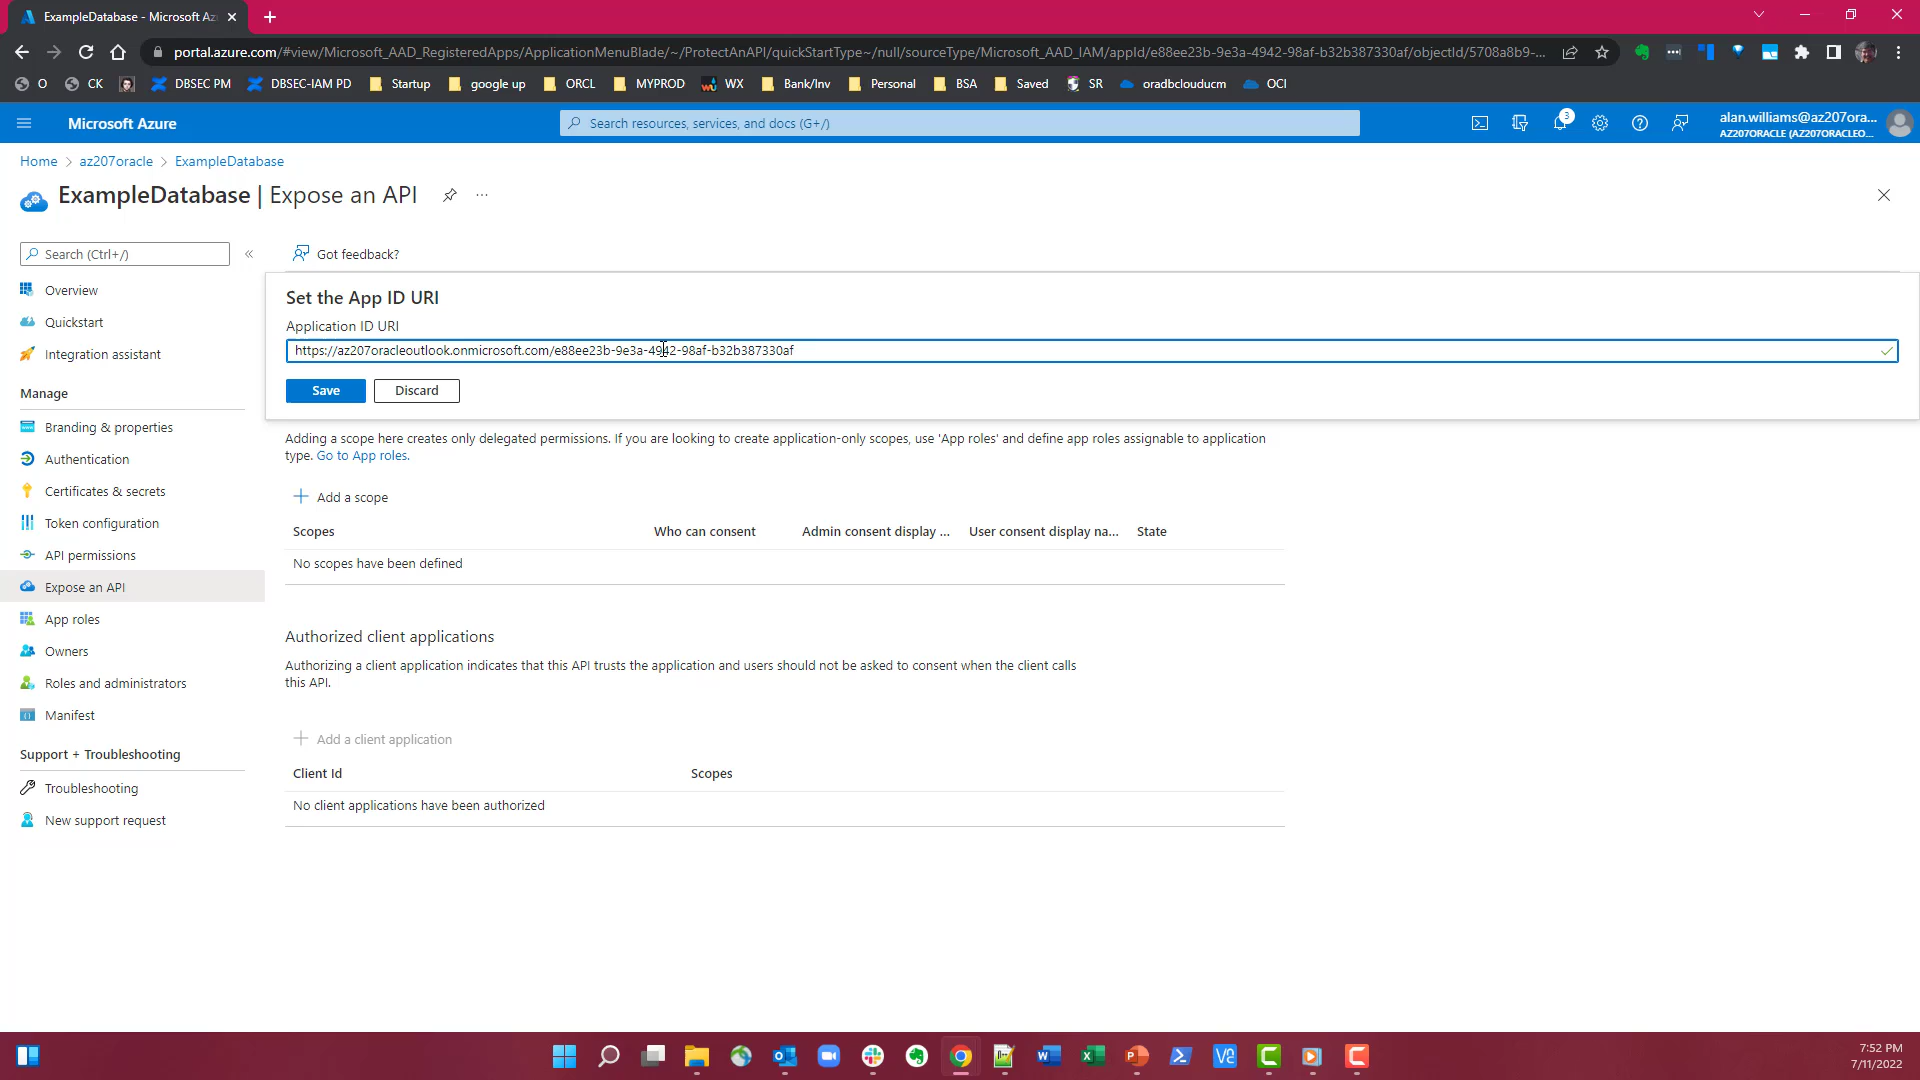 ExampleDatabase - Microsoft Az
portal.azure.com/#view/Microsoft_AAD_RegisteredApps/ApplicationMenuBlade/~/ProtectAnAPI/quickStartType~/null/sourceType/Microsoft_AAD_IAM/appId/e88ee23b-9e3a-4942-98af-b32b387330af/objectId/5708a8b9-...
O CK DBSEC PM DBSEC-IAM PD Startup google up ORCL MYPROD WX Bank/Inv Personal BSA Saved SR oradbclouducm OCI
Microsoft Azure
Search resources, services, and docs (G+/)
3
alan.williams@az207ora...
AZ207ORACLE (AZ207ORACLEO...
Home > az207oracle > ExampleDatabase
ExampleDatabase | Expose an API
Search (Ctrl+/)
«
Got feedback?
Overview
Quickstart
Integration assistant
Manage
Branding & properties
Authentication
Certificates & secrets
Token configuration
API permissions
Expose an API
App roles
Owners
Roles and administrators
Manifest
Support + Troubleshooting
Troubleshooting
New support request
Set the App ID URI
Application ID URI
https://az207oracleoutlook.onmicrosoft.com/e88ee23b-9e3a-4942-98af-b32b387330af
Save Discard
Adding a scope here creates only delegated permissions. If you are looking to create application-only scopes, use 'App roles' and define app roles assignable to application
type. Go to App roles.
Add a scope
Scopes Who can consent Admin consent display ... User consent display na... State
No scopes have been defined
Authorized client applications
Authorizing a client application indicates that this API trusts the application and users should not be asked to consent when the client calls
this API.
Add a client application
Client Id Scopes
No client applications have been authorized
7:52 PM
7/11/2022